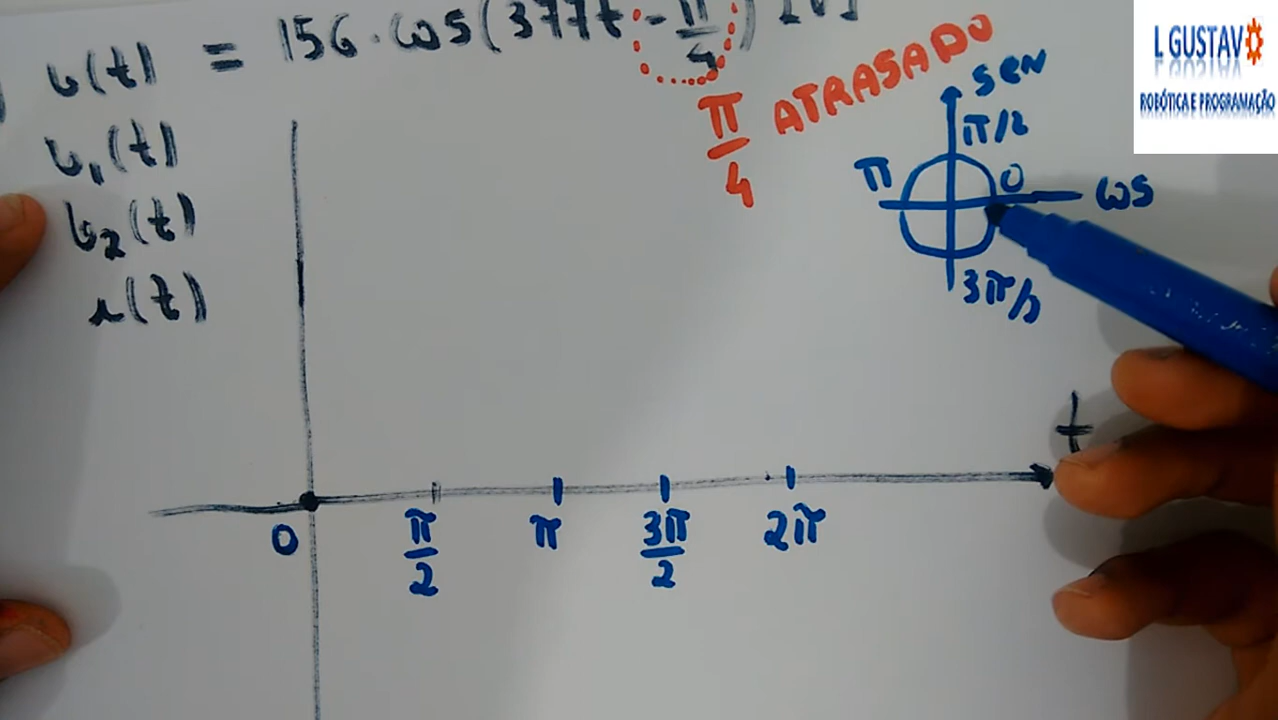 v(t) = 156 · cos(377t - π/4) [V]
π/4 ATRASADO
v₁(t)
v₂(t)
i(t)
SEN
π/2
π
0
cos
3π/2
t
0
π/2
π
3π/2
2π
L GUSTAVO
ROBÓTICA E PROGRAMAÇÃO